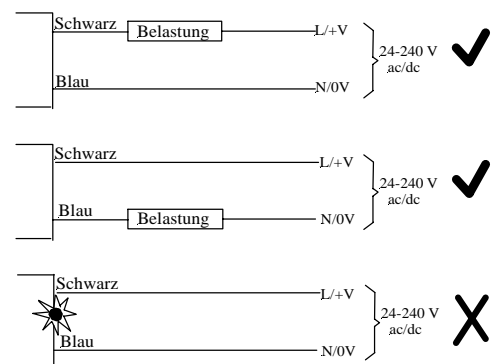 Schwarz Belastung L/+V
24-240 V
ac/dc
Blau N/0V
Schwarz L/+V
24-240 V
ac/dc
Blau Belastung N/0V
Schwarz L/+V
24-240 V
ac/dc
Blau N/0V